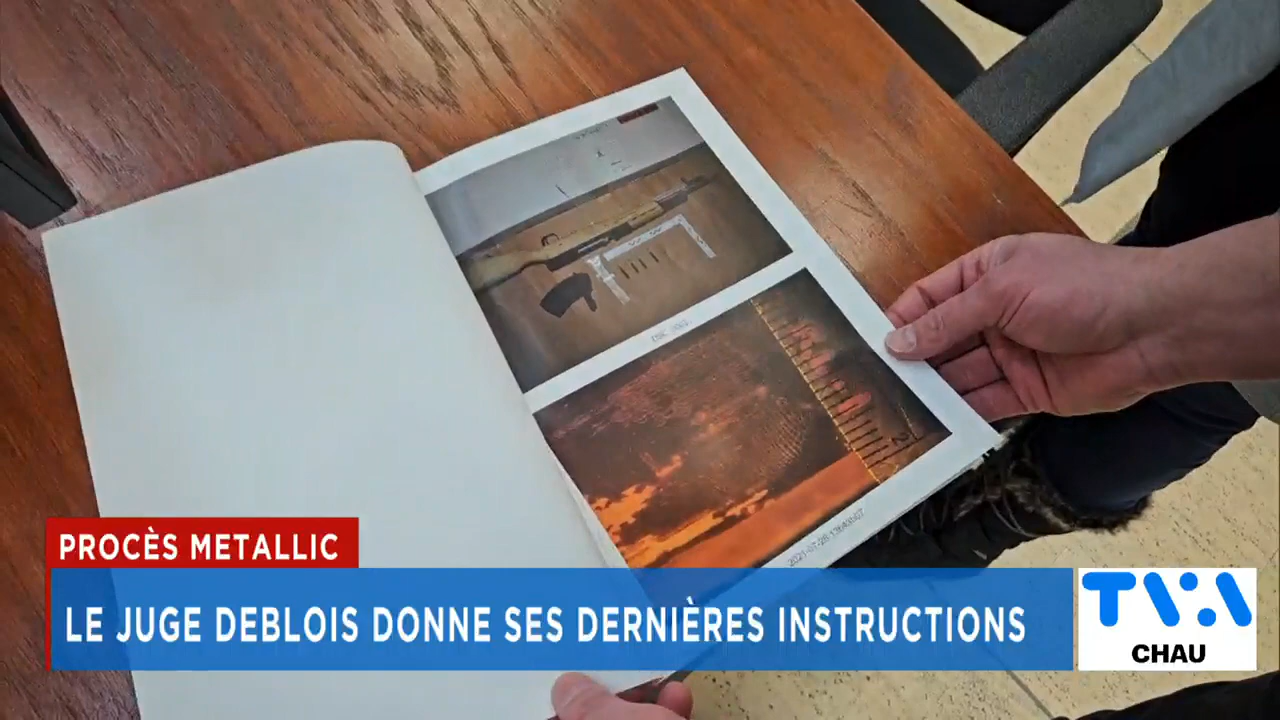 PROCÈS METALLIC
LE JUGE DEBLOIS DONNE SES DERNIÈRES INSTRUCTIONS
TVA
CHAU